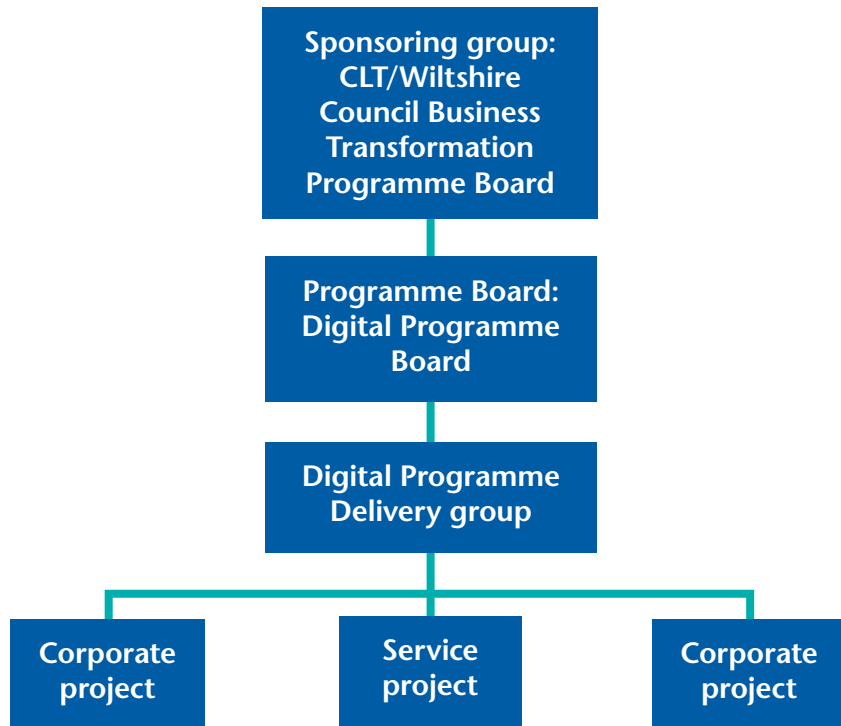 Sponsoring group:
CLT/Wiltshire
Council Business
Transformation
Programme Board
Programme Board:
Digital Programme
Board
Digital Programme
Delivery group
Corporate
project
Service
project
Corporate
project